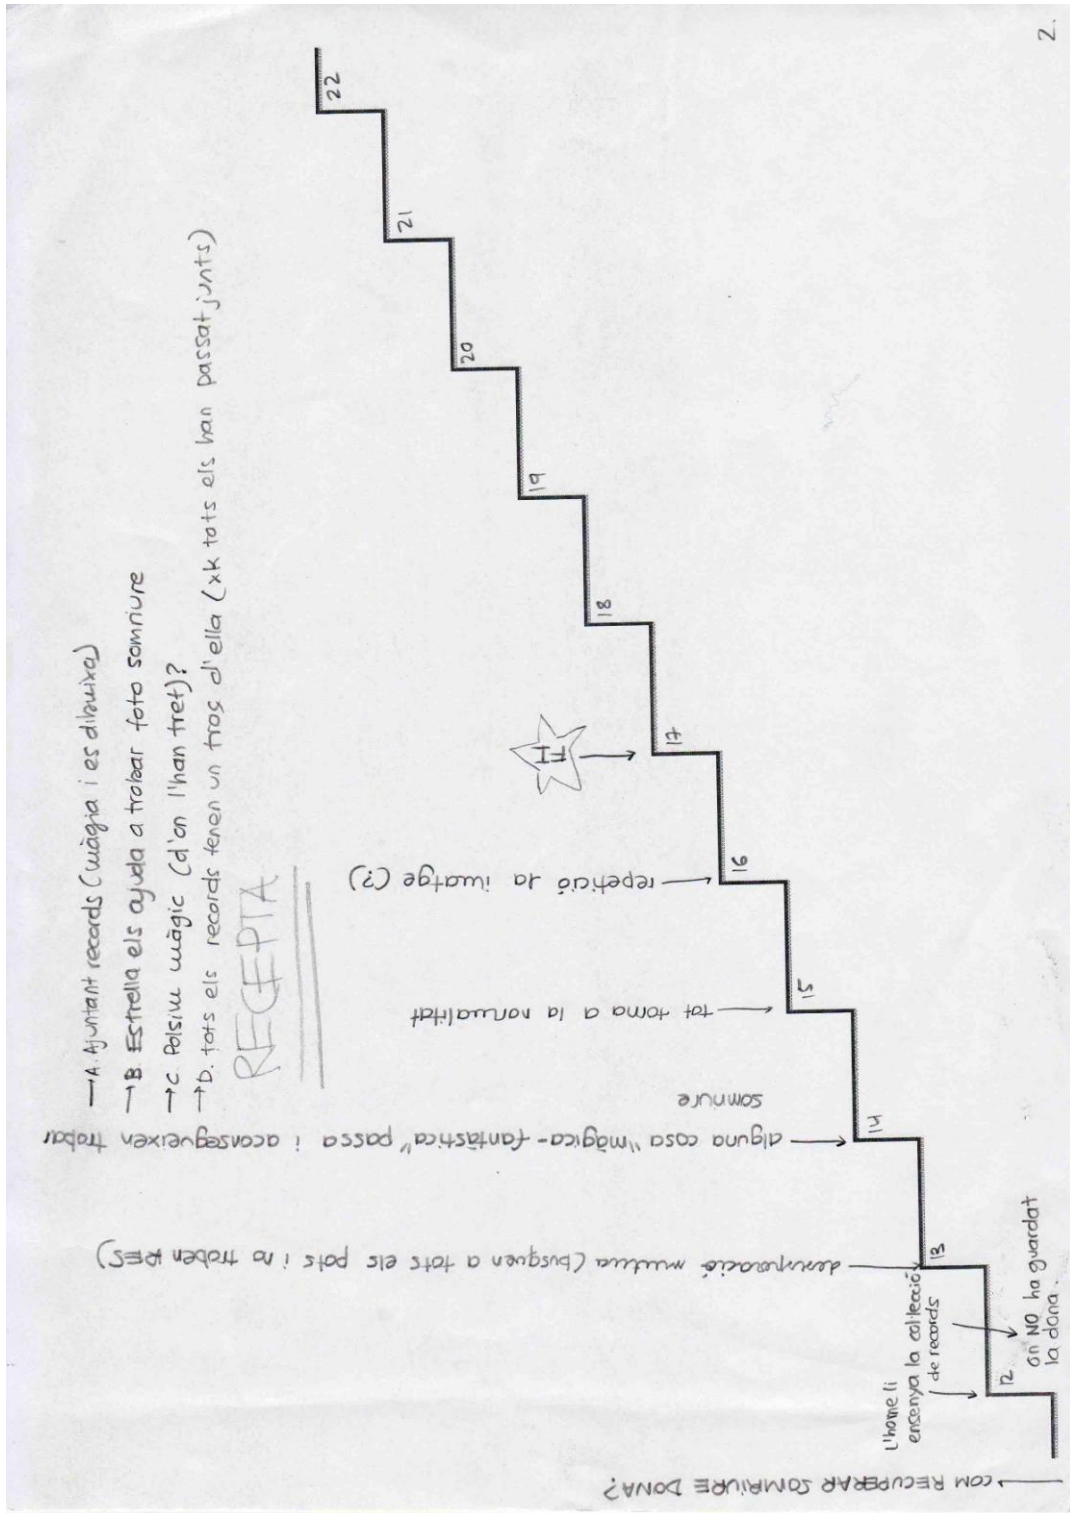 2.
→ A. Ajuntant records (màgia i es dibuixa)
→ B. Estrella els ajuda a trobar foto somriure
→ C. Polsim màgic (d'on l'han tret)?
→ D. tots els records tenen un troç d'ella (xk tots els han passat junts)
RECEPTA
COM RECUPERAR SOMRIURE DONA?
L'home li
ensenya la col·lecció
de records
on NO ha guardat
la dona.
12
desesperació mutua (busquen a tots els pots i no troben RES)
13
alguna cosa "màgica-fantàstica" passa i aconsegueixen trobar
somriure
14
tot torna a la normalitat
15
repetició 1a imatge (?)
16
FI
17
18
19
20
21
22